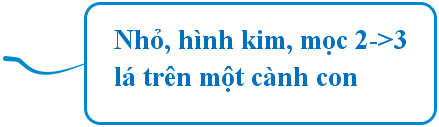 Nhỏ, hình kim, mọc 2->3
lá trên một cành con